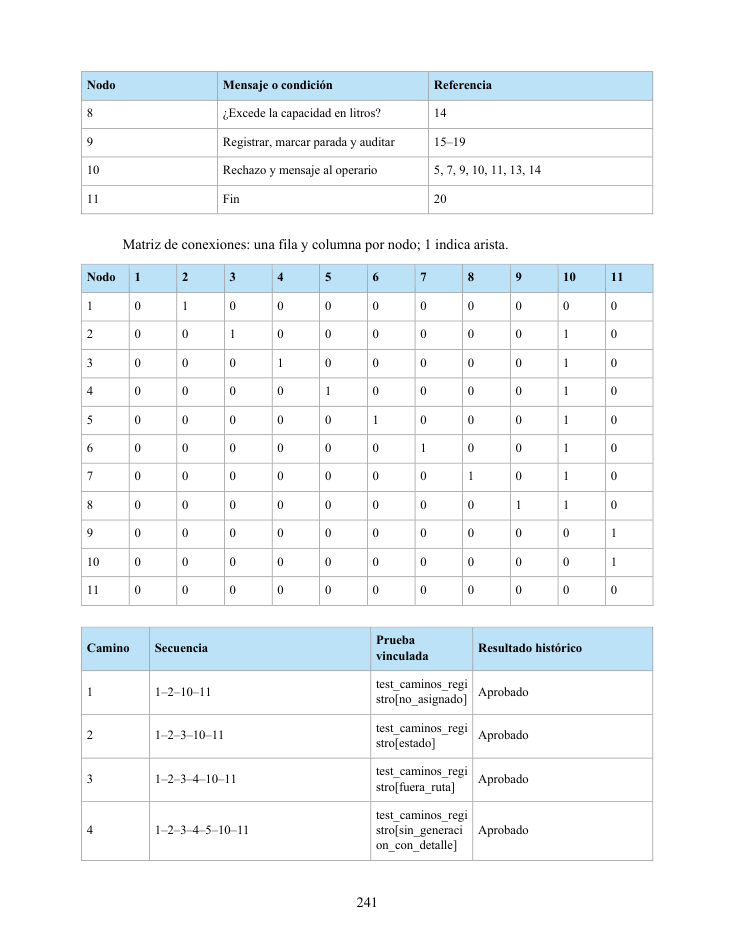 Nodo Mensaje o condición Referencia
8 ¿Excede la capacidad en litros? 14
9 Registrar, marcar parada y auditar 15–19
10 Rechazo y mensaje al operario 5, 7, 9, 10, 11, 13, 14
11 Fin 20
Matriz de conexiones: una fila y columna por nodo; 1 indica arista.
Nodo 1 2 3 4 5 6 7 8 9 10 11
1 0 1 0 0 0 0 0 0 0 0 0
2 0 0 1 0 0 0 0 0 0 1 0
3 0 0 0 1 0 0 0 0 0 1 0
4 0 0 0 0 1 0 0 0 0 1 0
5 0 0 0 0 0 1 0 0 0 1 0
6 0 0 0 0 0 0 1 0 0 1 0
7 0 0 0 0 0 0 0 1 0 1 0
8 0 0 0 0 0 0 0 0 1 1 0
9 0 0 0 0 0 0 0 0 0 0 1
10 0 0 0 0 0 0 0 0 0 0 1
11 0 0 0 0 0 0 0 0 0 0 0
Camino Secuencia Prueba vinculada Resultado histórico
1 1–2–10–11 test_caminos_regi
stro[no_asignado] Aprobado
2 1–2–3–10–11 test_caminos_regi
stro[estado] Aprobado
3 1–2–3–4–10–11 test_caminos_regi
stro[fuera_ruta] Aprobado
4 1–2–3–4–5–10–11 test_caminos_regi
stro[sin_generaci
on_con_detalle] Aprobado
241